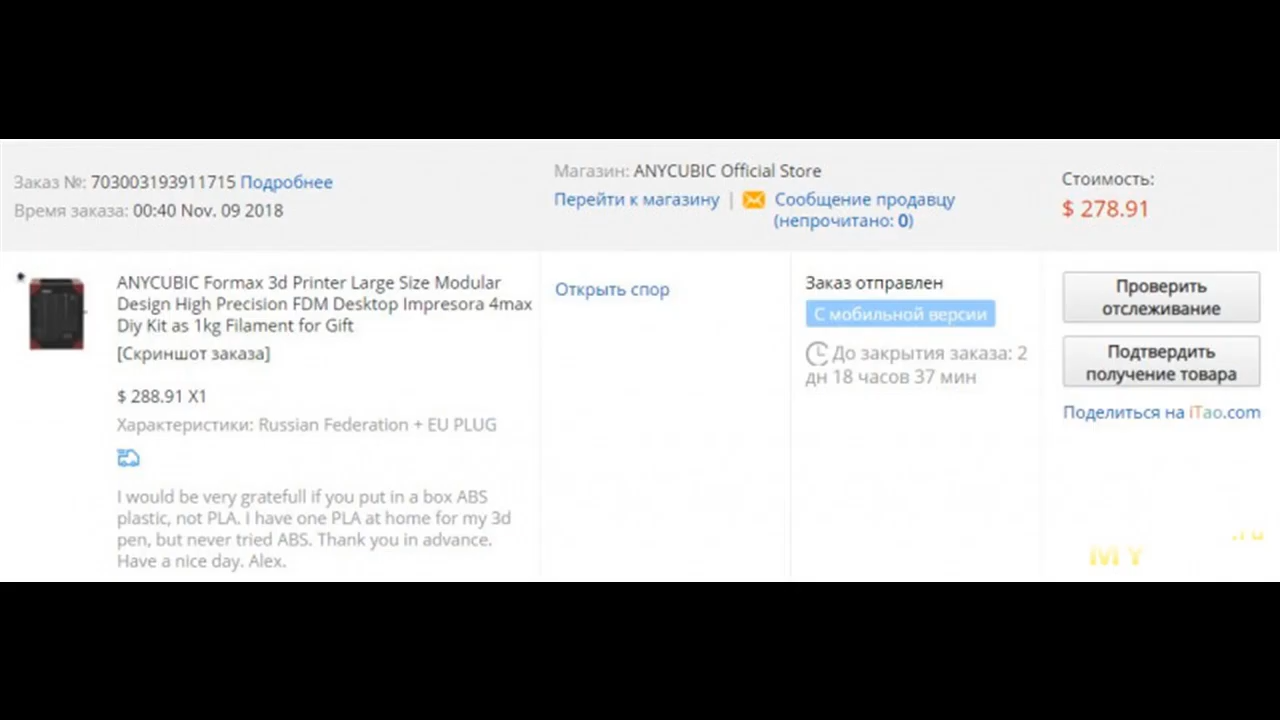 Заказ №: 703003193911715 Подробнее
Время заказа: 00:40 Nov. 09 2018
Магазин: ANYCUBIC Official Store
Перейти к магазину | Сообщение продавцу
(непрочитано: 0)
Стоимость:
$ 278.91
ANYCUBIC Formax 3d Printer Large Size Modular
Design High Precision FDM Desktop Impresora 4max
Diy Kit as 1kg Filament for Gift
[Скриншот заказа]
$ 288.91 X1
Характеристики: Russian Federation + EU PLUG
I would be very gratefull if you put in a box ABS
plastic, not PLA. I have one PLA at home for my 3d
pen, but never tried ABS. Thank you in advance.
Have a nice day. Alex.
Открыть спор
Заказ отправлен
С мобильной версии
До закрытия заказа: 2
дн 18 часов 37 мин
Проверить
отслеживание
Подтвердить
получение товара
Поделиться на iTao.com
MY
.ru